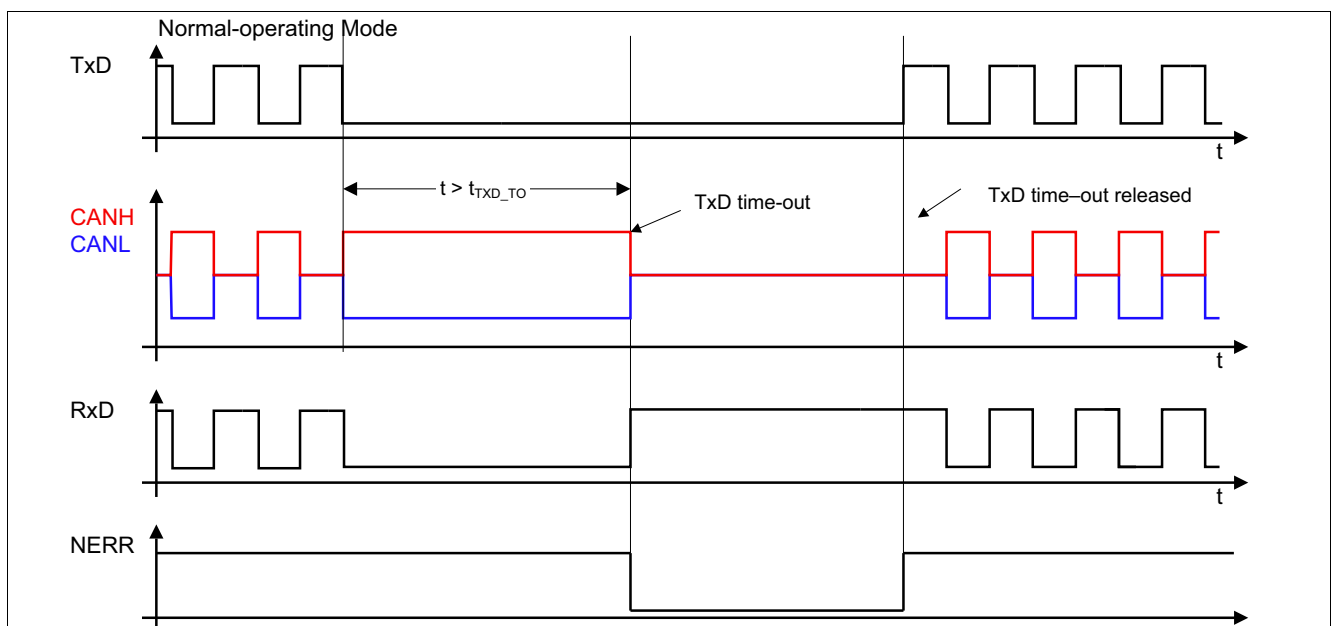 Normal-operating Mode
TxD
t
t > tTXD_TO
TxD time-out
TxD time–out released
CANH
CANL
t
RxD
t
NERR